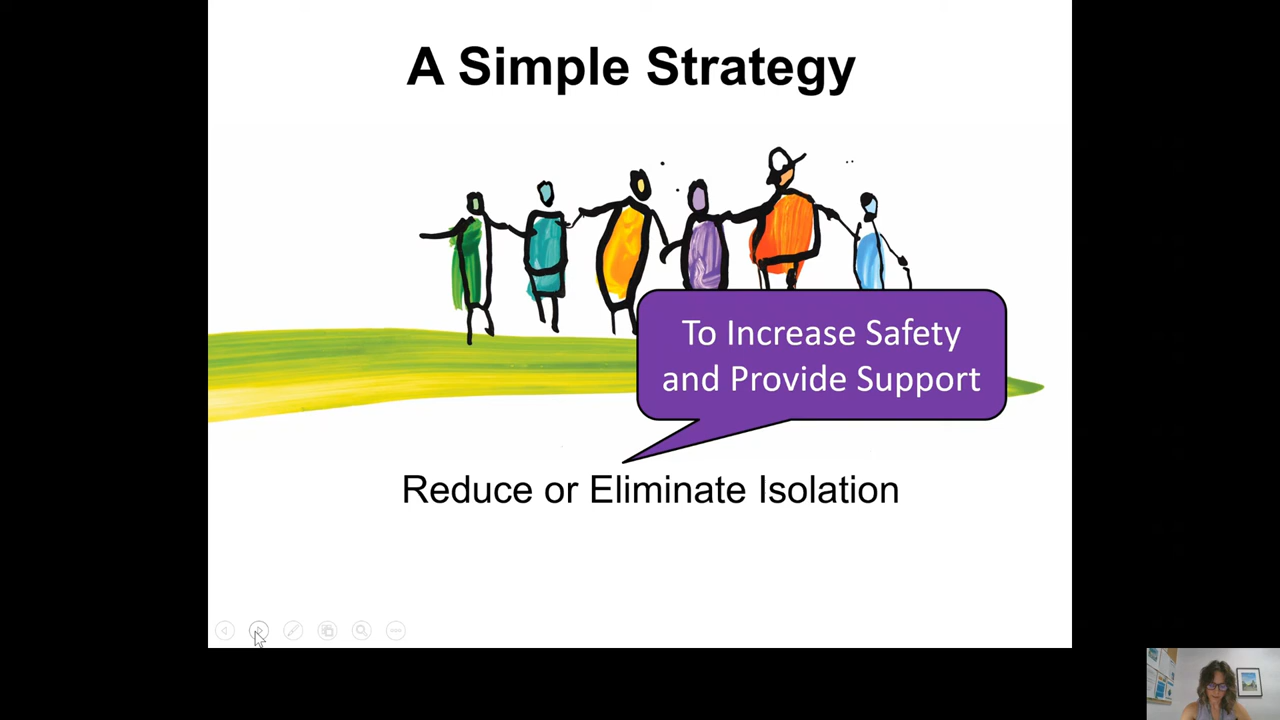 A Simple Strategy
To Increase Safety
and Provide Support
Reduce or Eliminate Isolation